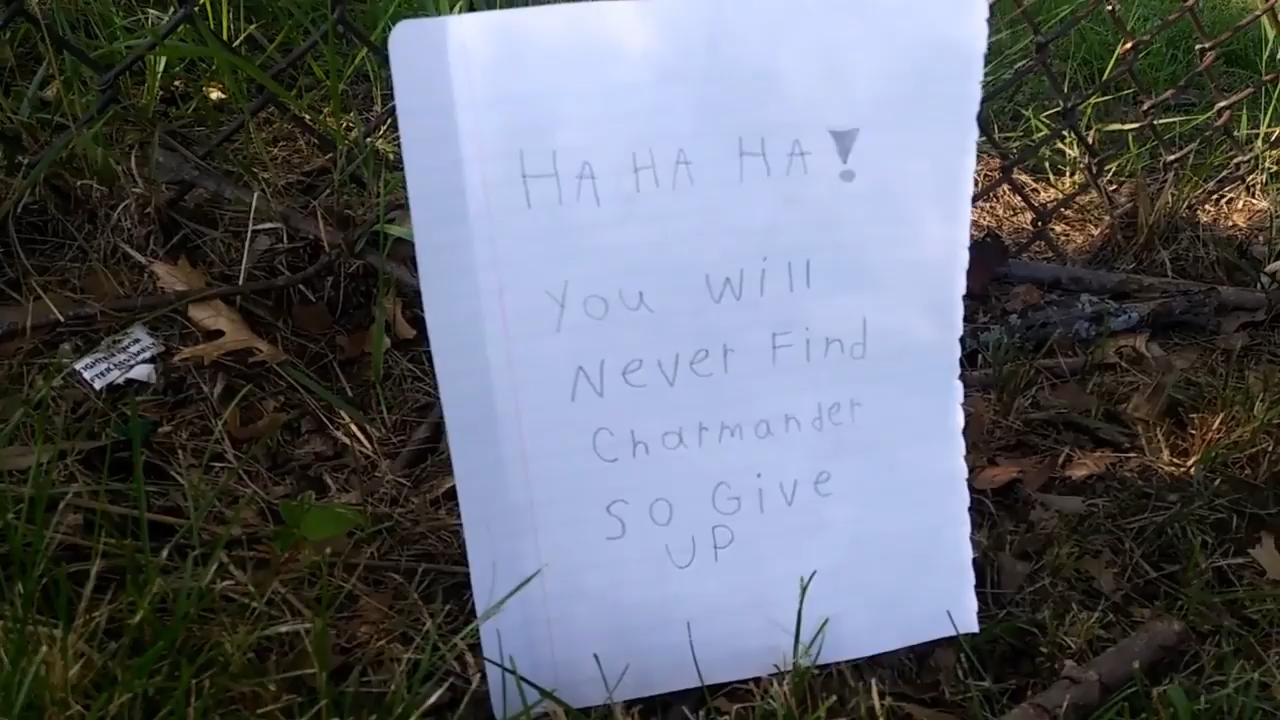 HA HA HA!
You Will
Never Find
Charmander
SO Give
UP